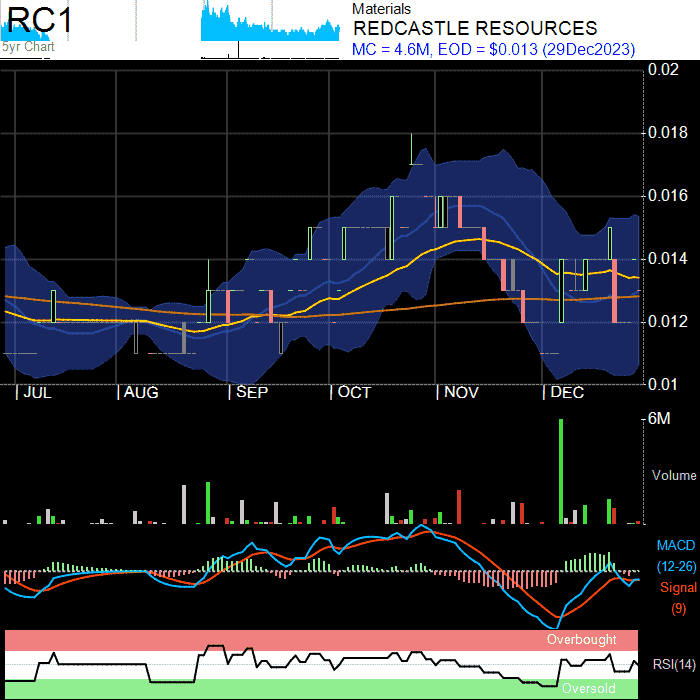 RC1
5yr Chart
Materials
REDCASTLE RESOURCES
MC = 4.6M, EOD = $0.013 (29Dec2023)
0.02
0.018
0.016
0.014
0.012
0.01
JUL AUG SEP OCT NOV DEC
6M
Volume
MACD
(12-26)
Signal
(9)
Overbought
RSI(14)
Oversold